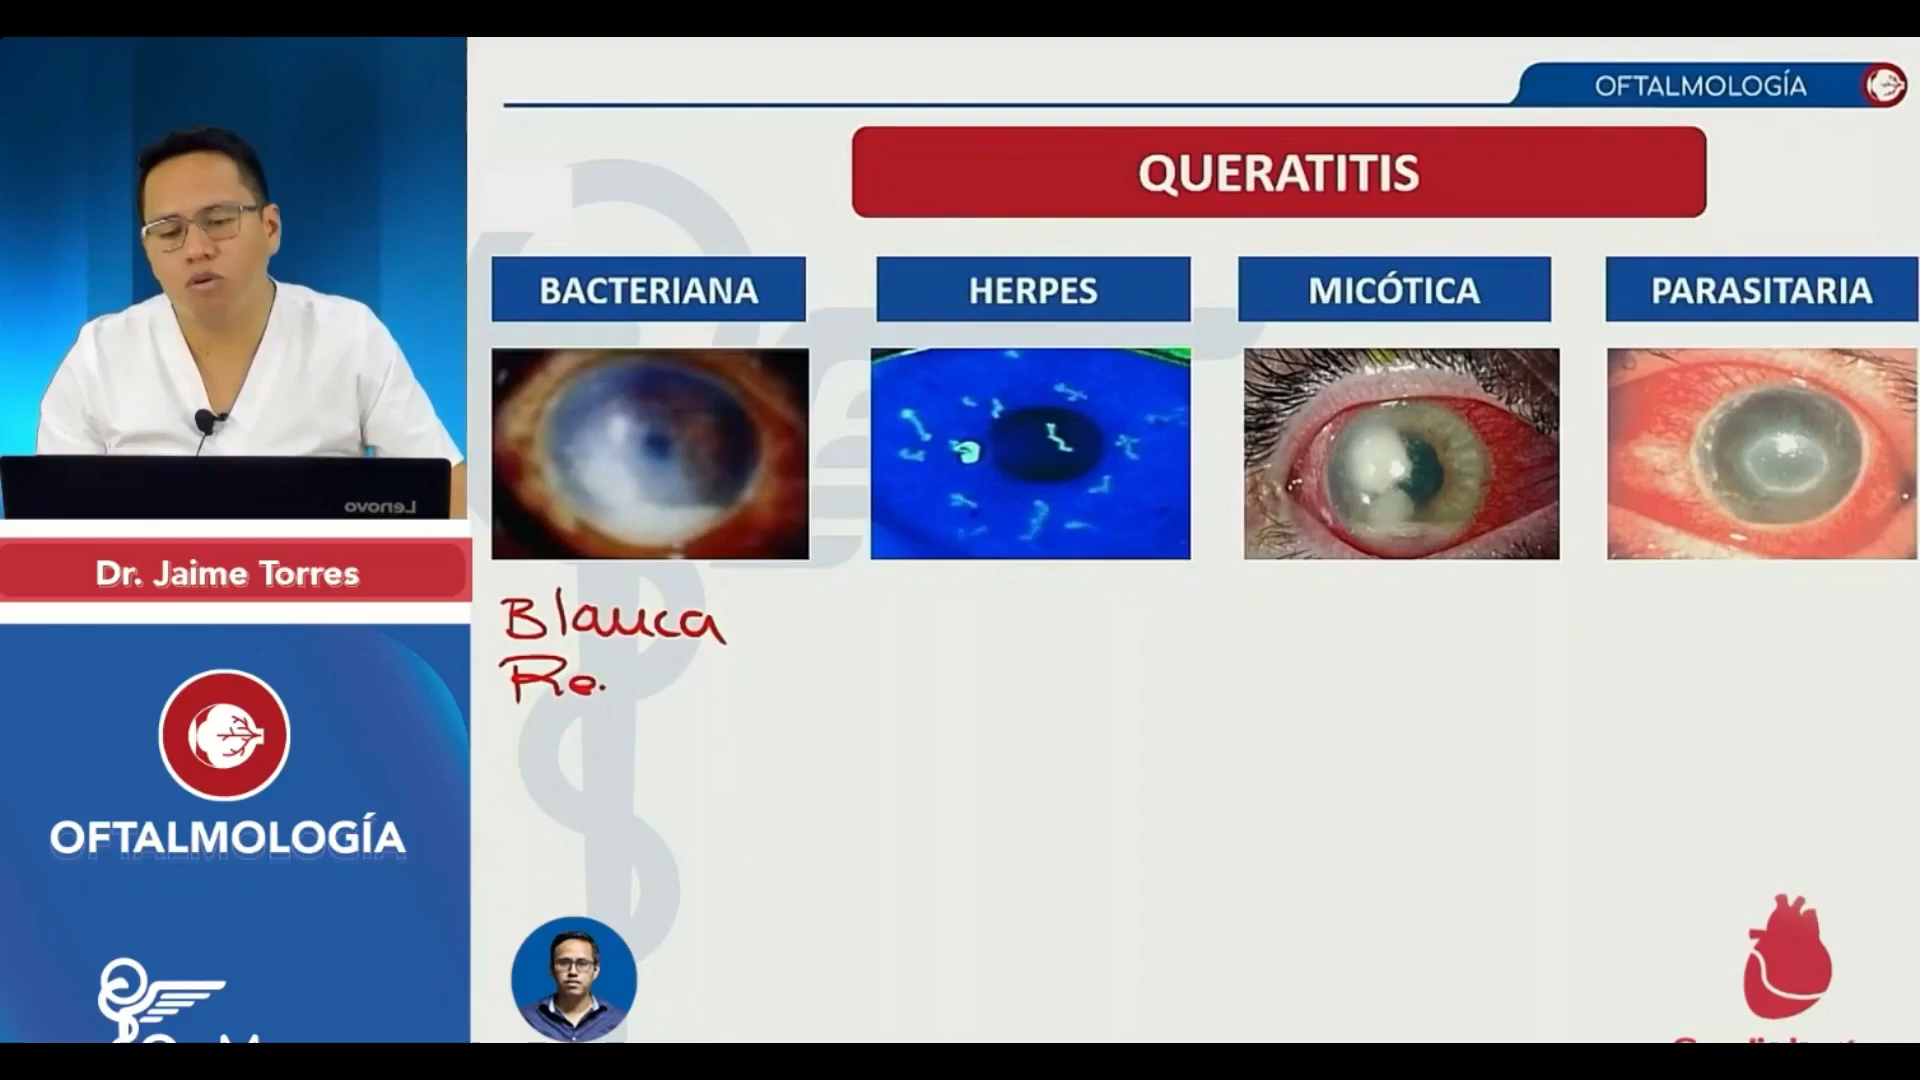 OFTALMOLOGÍA
QUERATITIS
BACTERIANA
HERPES
MICÓTICA
PARASITARIA
Lenovo
Dr. Jaime Torres
Blanca
Re.
OFTALMOLOGÍA